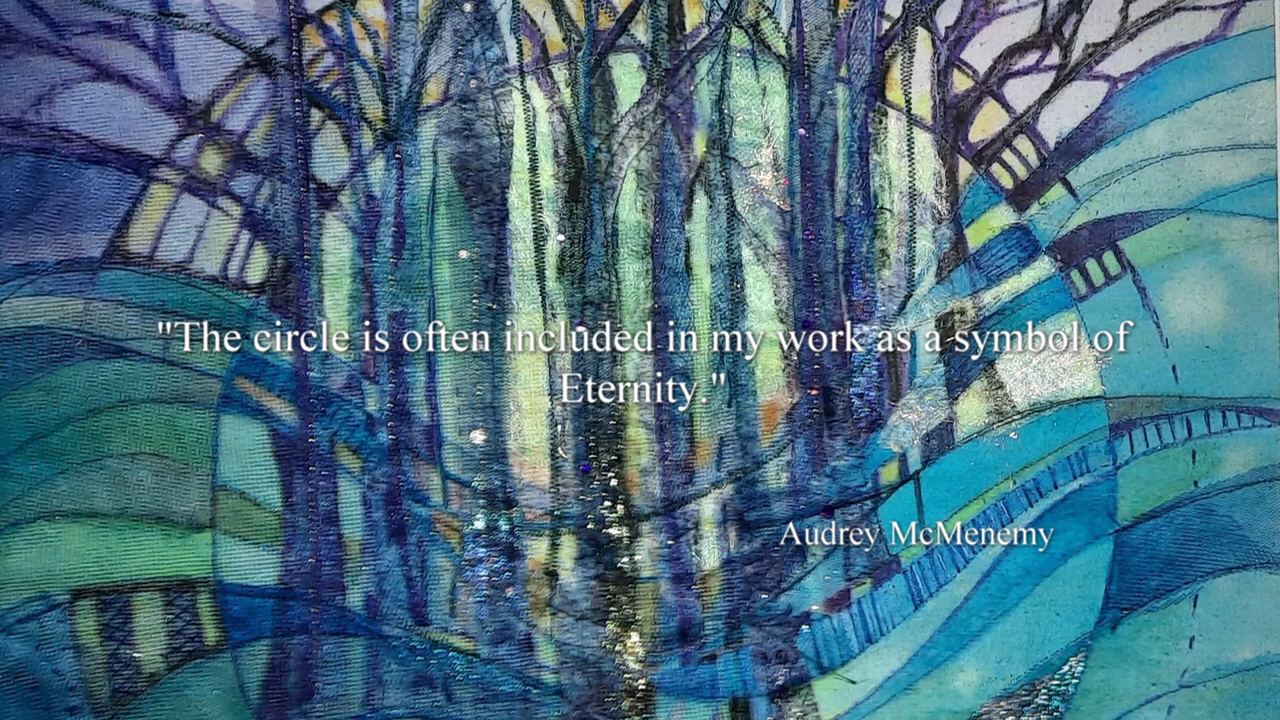 "The circle is often included in my work as a symbol of
Eternity."
Audrey McMenemy